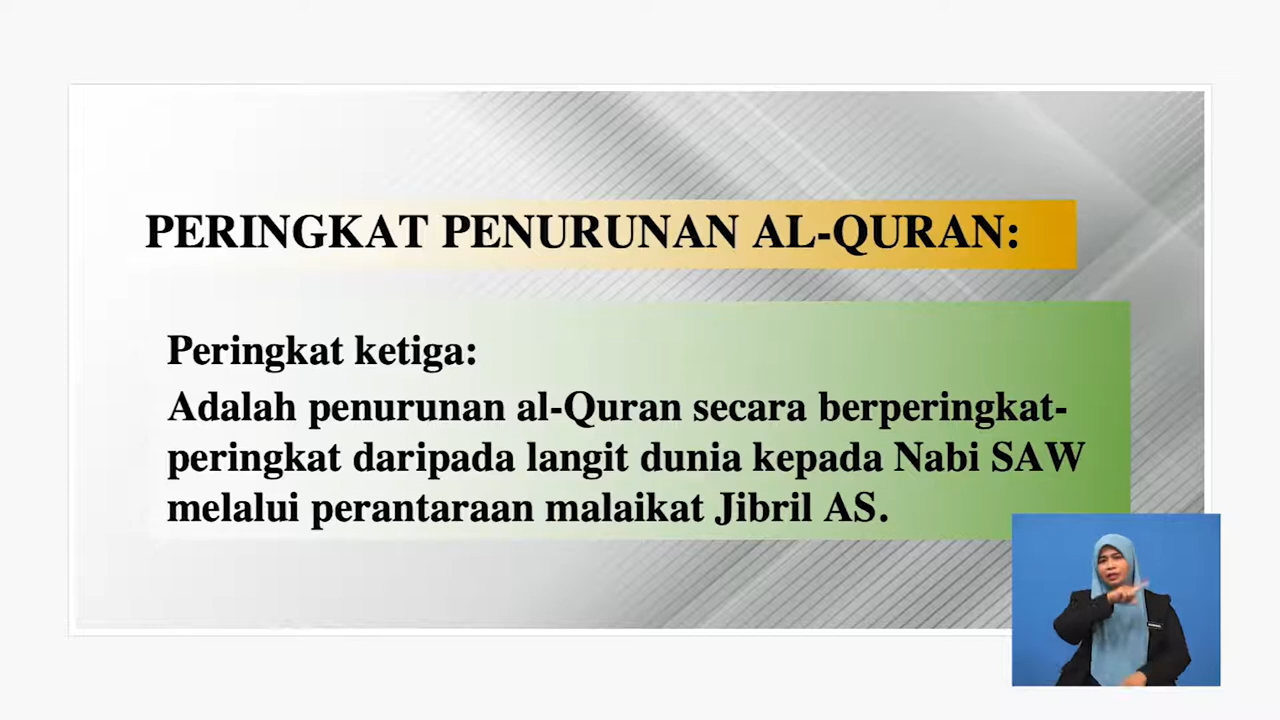 PERINGKAT PENURUNAN AL-QURAN:
Peringkat ketiga:
Adalah penurunan al-Quran secara berperingkat-
peringkat daripada langit dunia kepada Nabi SAW
melalui perantaraan malaikat Jibril AS.